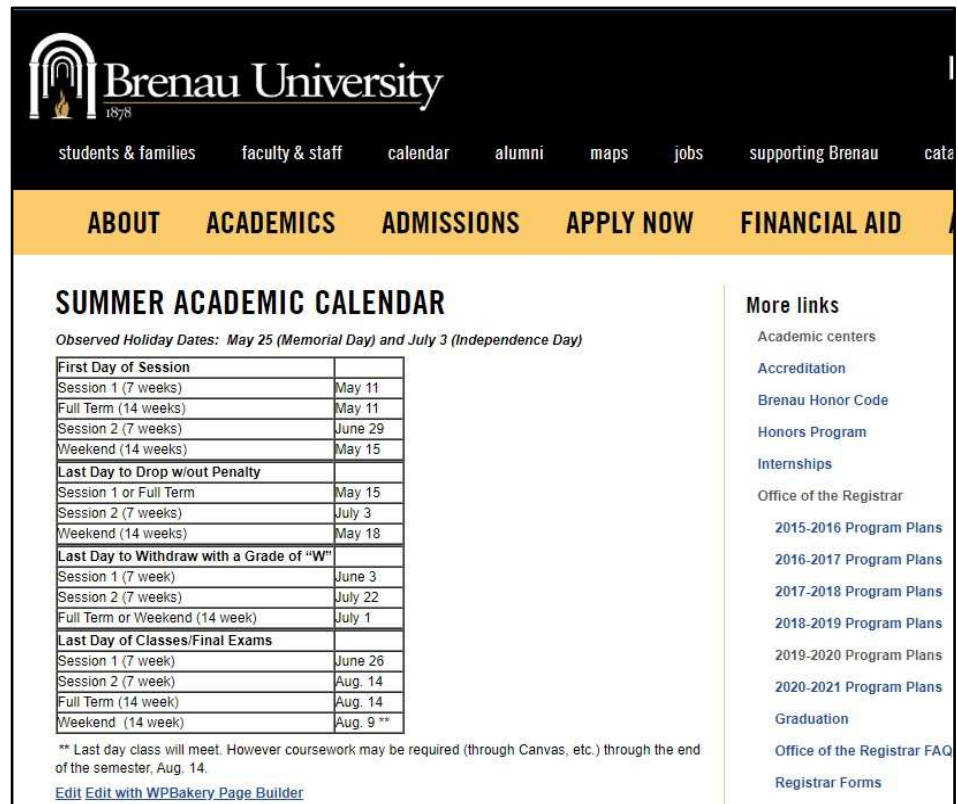 Brenau University
1878
students & families faculty & staff calendar alumni maps jobs supporting Brenau
ABOUT ACADEMICS ADMISSIONS APPLY NOW FINANCIAL AID
SUMMER ACADEMIC CALENDAR
Observed Holiday Dates: May 25 (Memorial Day) and July 3 (Independence Day)
First Day of Session
Session 1 (7 weeks) May 11
Full Term (14 weeks) May 11
Session 2 (7 weeks) June 29
Weekend (14 weeks) May 15
Last Day to Drop w/out Penalty
Session 1 or Full Term May 15
Session 2 (7 weeks) July 3
Weekend (14 weeks) May 18
Last Day to Withdraw with a Grade of “W”
Session 1 (7 week) June 3
Session 2 (7 weeks) July 22
Full Term or Weekend (14 week) July 1
Last Day of Classes/Final Exams
Session 1 (7 week) June 26
Session 2 (7 week) Aug. 14
Full Term (14 week) Aug. 14
Weekend (14 week) Aug. 9 **
** Last day class will meet. However coursework may be required (through Canvas, etc.) through the end
of the semester, Aug. 14.
Edit Edit with WPBakery Page Builder
More links
Academic centers
Accreditation
Brenau Honor Code
Honors Program
Internships
Office of the Registrar
2015-2016 Program Plans
2016-2017 Program Plans
2017-2018 Program Plans
2018-2019 Program Plans
2019-2020 Program Plans
2020-2021 Program Plans
Graduation
Office of the Registrar FAQ
Registrar Forms